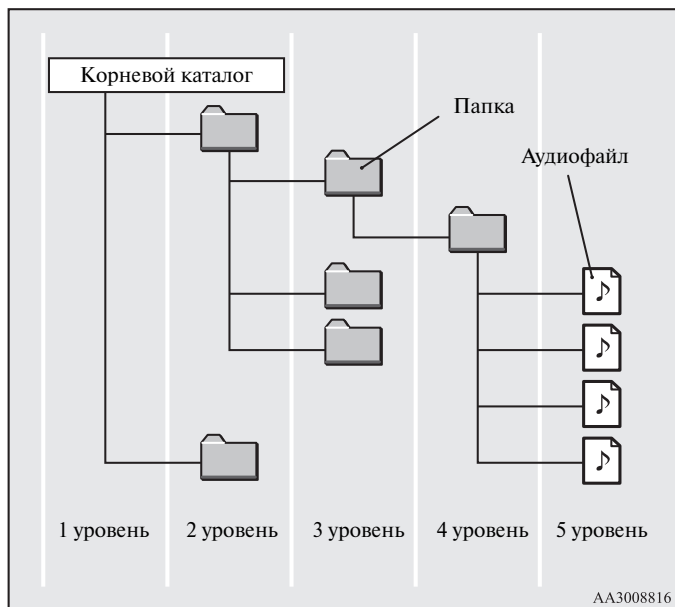 Корневой каталог
Папка
Аудиофайл
1 уровень
2 уровень
3 уровень
4 уровень
5 уровень
AA3008816